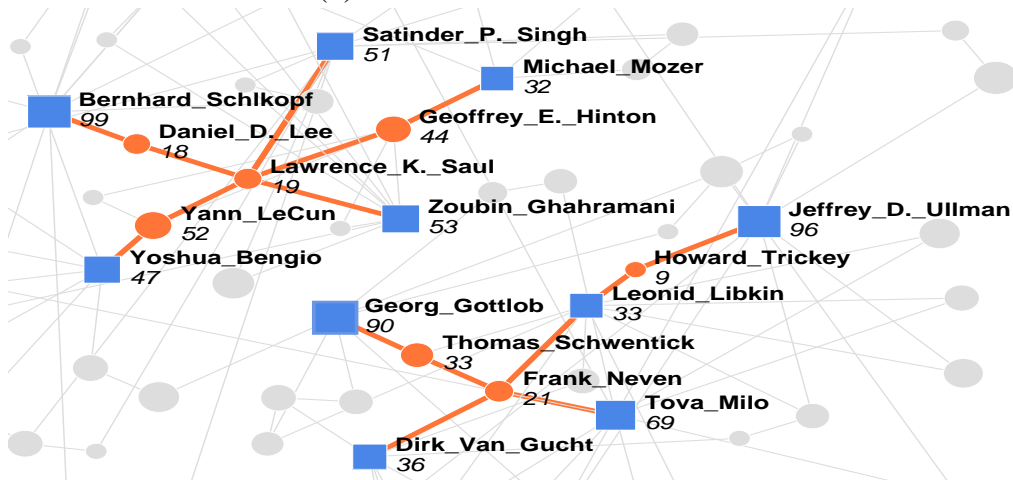 Satinder_P._Singh
51
Michael_Mozer
32
Bernhard_Schlkopf
99
Geoffrey_E._Hinton
44
Daniel_D._Lee
18
Lawrence_K._Saul
19
Yann_LeCun
52
Zoubin_Ghahramani
53
Jeffrey_D._Ullman
96
Yoshua_Bengio
47
Howard_Trickey
9
Leonid_Libkin
33
Georg_Gottlob
90
Thomas_Schwentick
33
Frank_Neven
21
Tova_Milo
69
Dirk_Van_Gucht
36